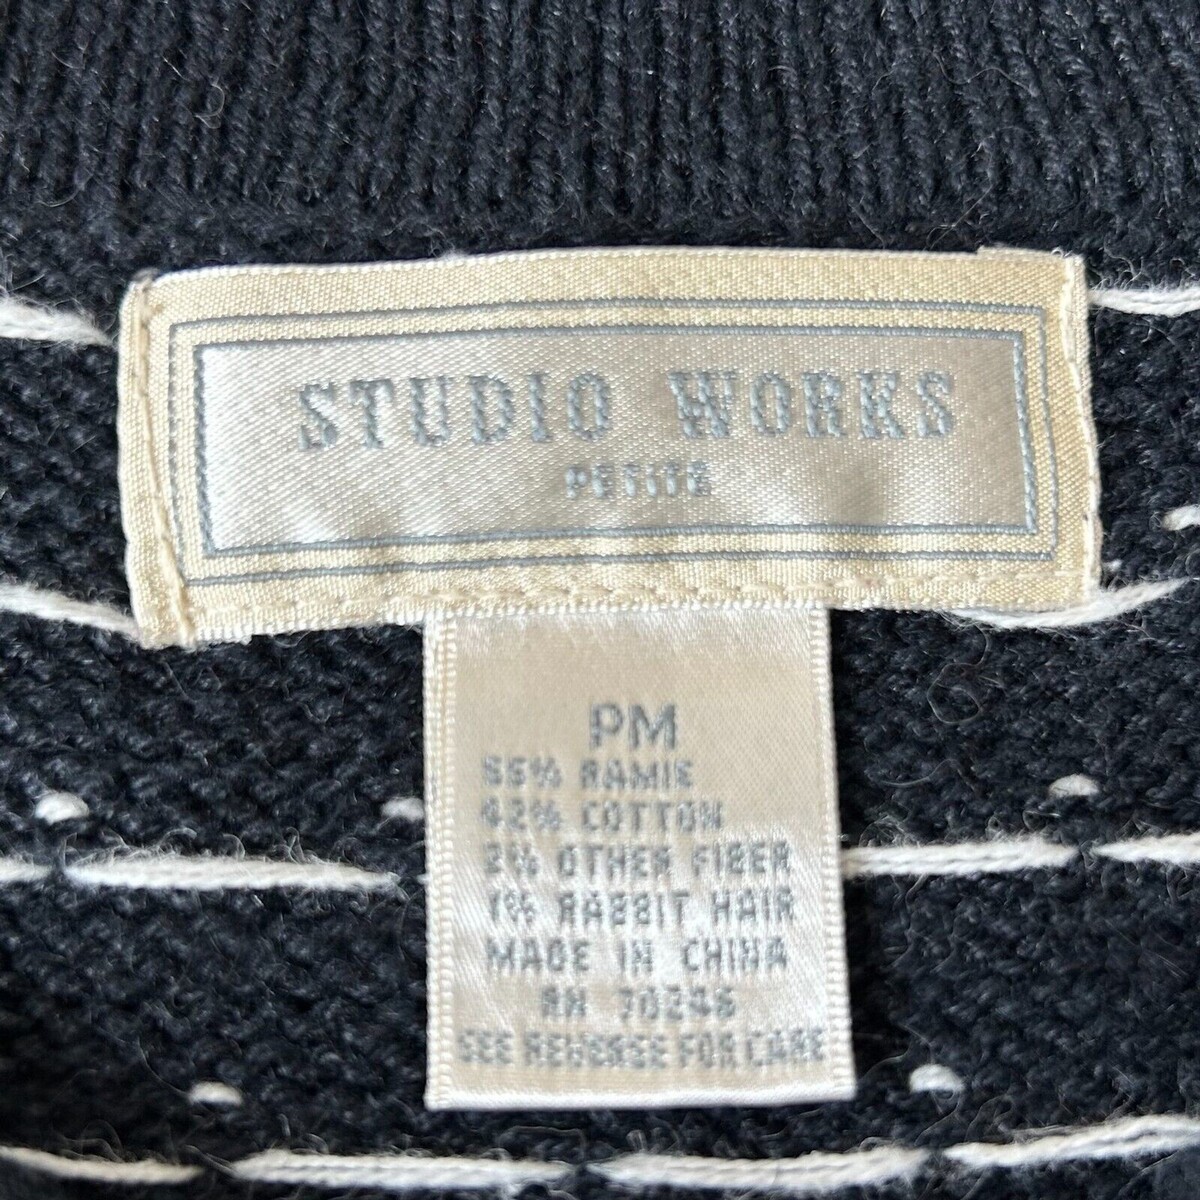 STUDIO WORKS
PETITE
PM
55% RAMIE
42% COTTON
2% OTHER FIBER
1% RABBIT HAIR
MADE IN CHINA
RN 70246
SEE REVERSE FOR CARE